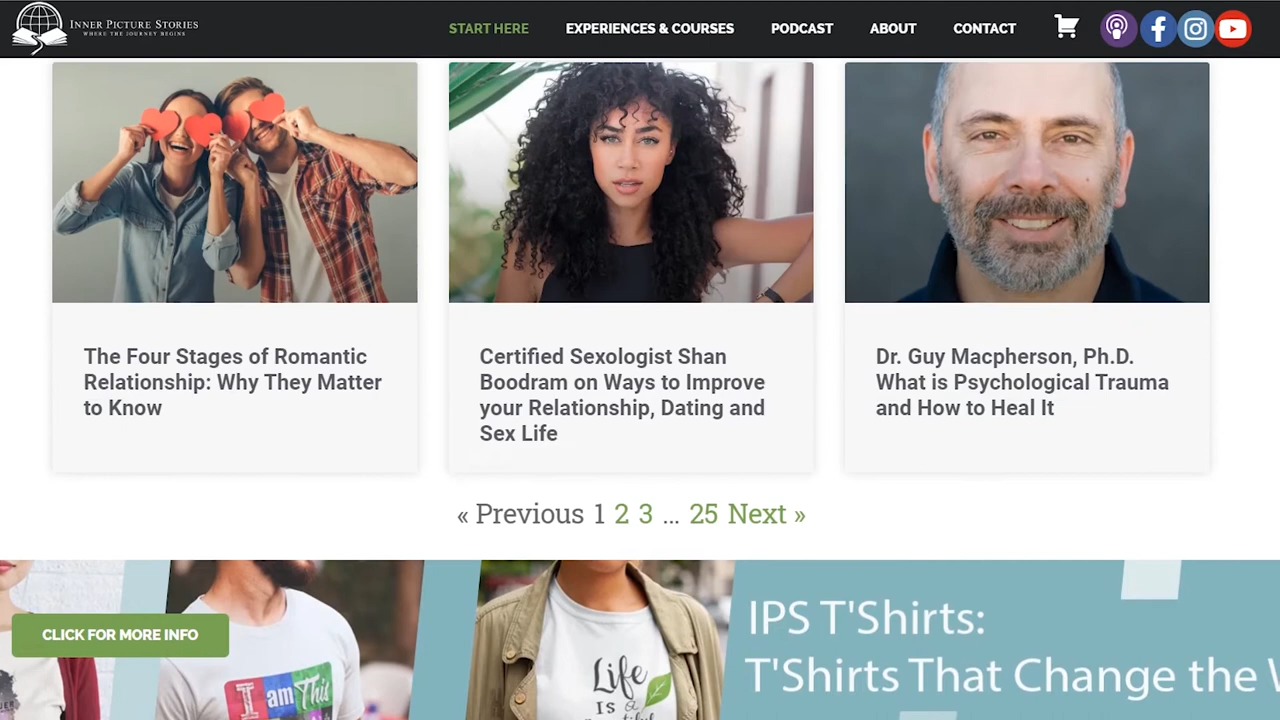 INNER PICTURE STORIES
WHERE THE JOURNEY BEGINS
START HERE
EXPERIENCES & COURSES
PODCAST
ABOUT
CONTACT
The Four Stages of Romantic
Relationship: Why They Matter
to Know
Certified Sexologist Shan
Boodram on Ways to Improve
your Relationship, Dating and
Sex Life
Dr. Guy Macpherson, Ph.D.
What is Psychological Trauma
and How to Heal It
« Previous 1 2 3 … 25 Next »
CLICK FOR MORE INFO
I am This
Life
IS a
IPS T'Shirts:
T'Shirts That Change the